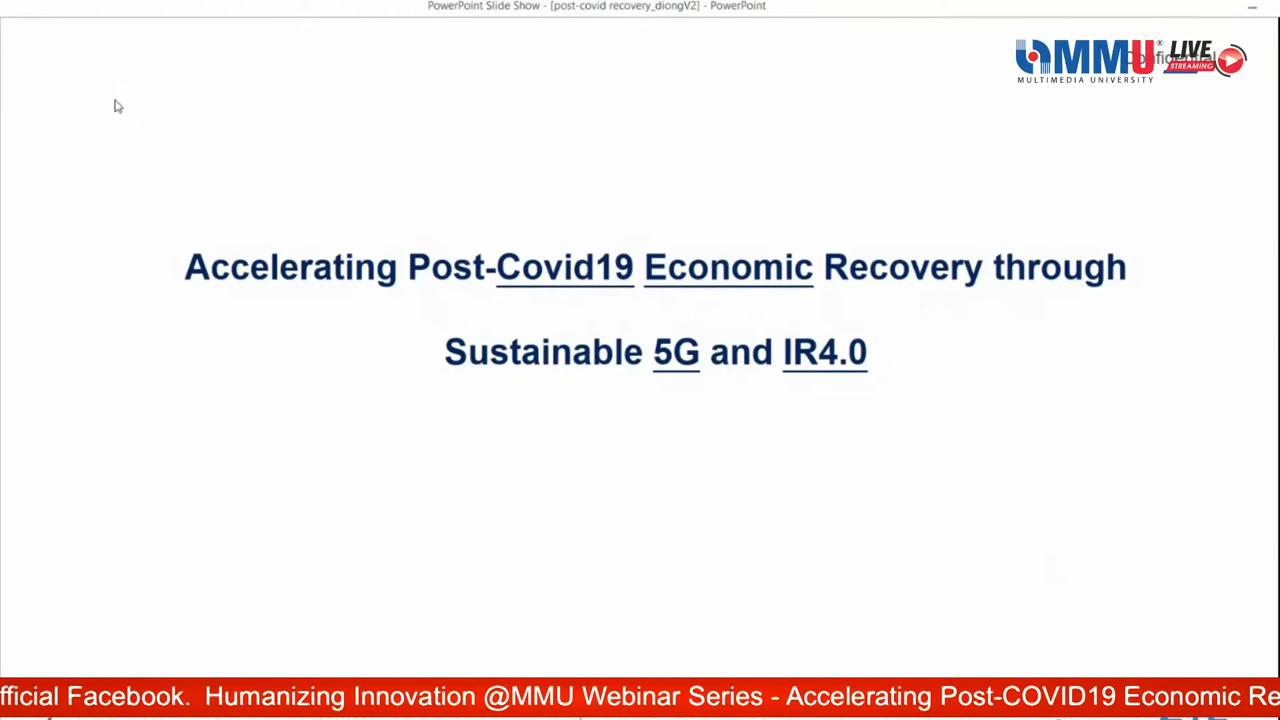 PowerPoint Slide Show - [post-covid recovery_diongV2] - PowerPoint
MMU
MULTIMEDIA UNIVERSITY
LIVE
STREAMING
Confidential
Accelerating Post-Covid19 Economic Recovery through
Sustainable 5G and IR4.0
fficial Facebook. Humanizing Innovation @MMU Webinar Series - Accelerating Post-COVID19 Economic Re